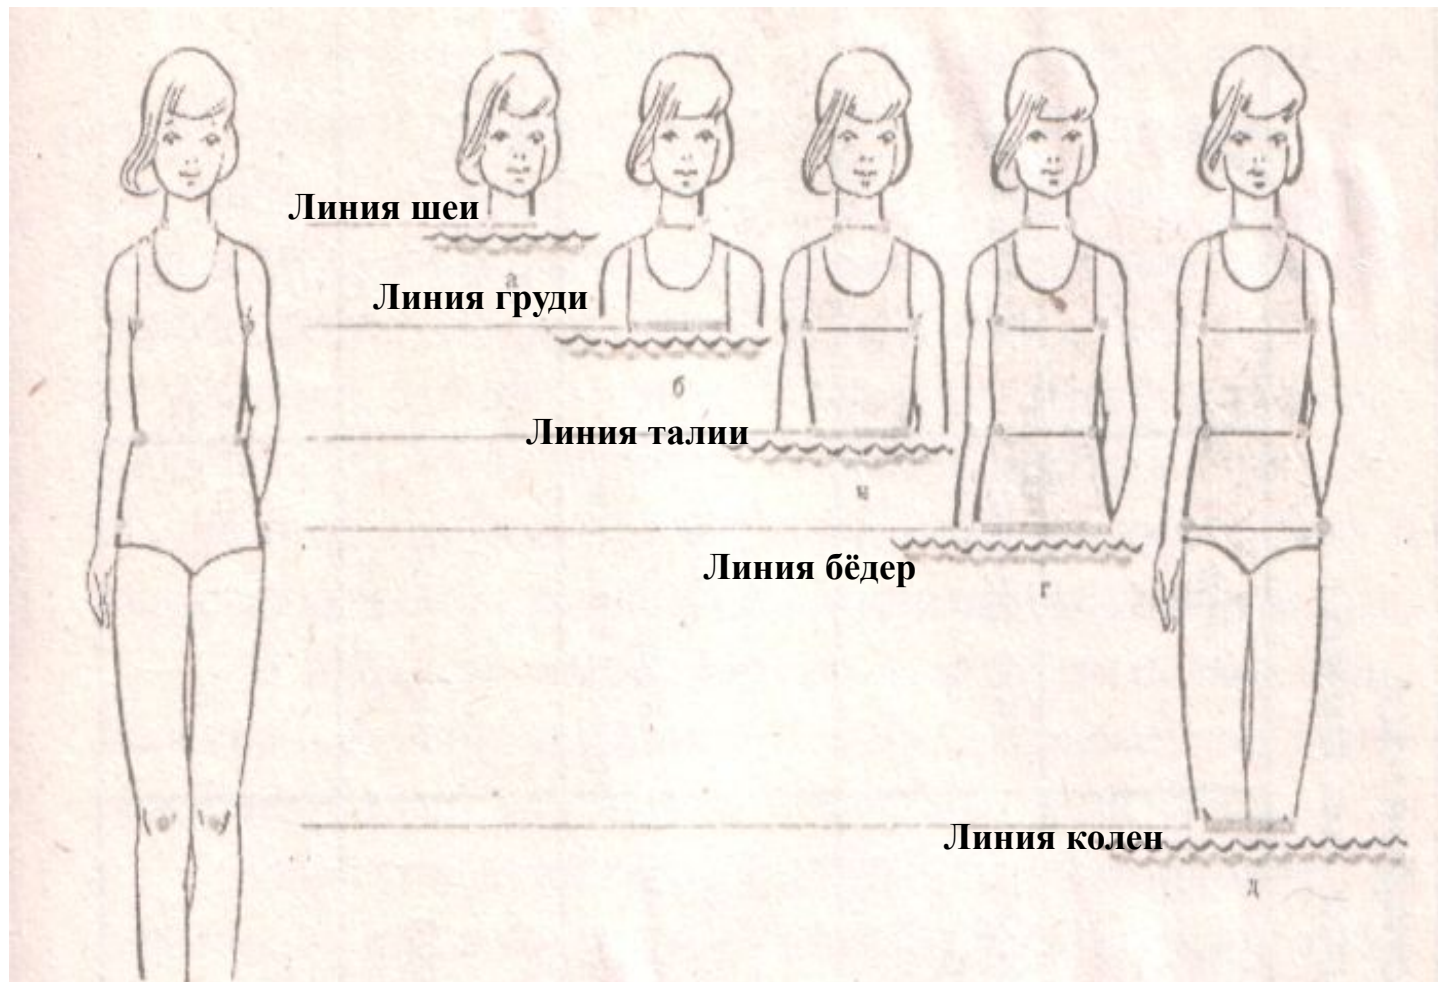 Линия шеи
а
Линия груди
б
Линия талии
в
Линия бёдер
г
Линия колен
д